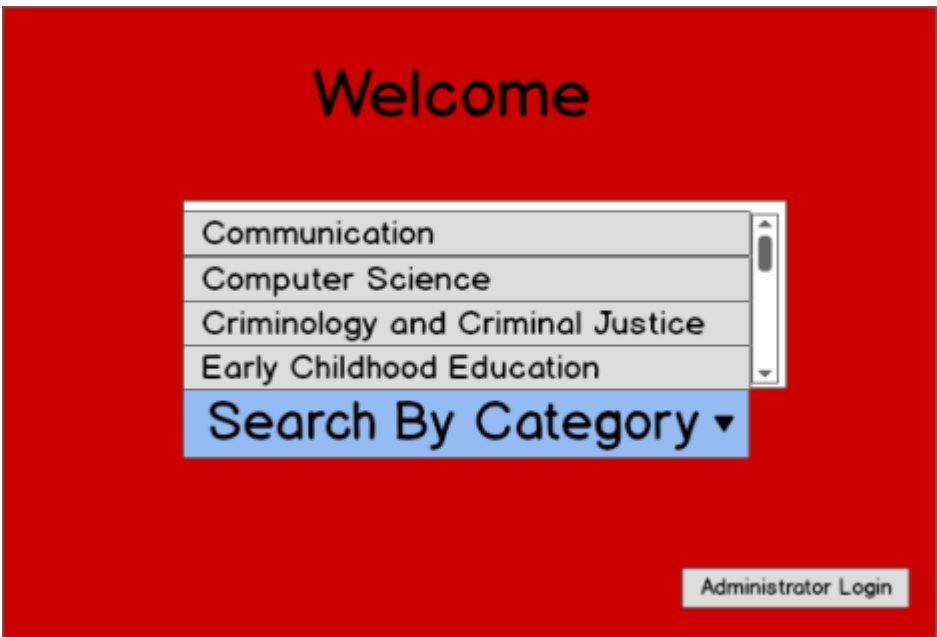 Welcome
Communication
Computer Science
Criminology and Criminal Justice
Early Childhood Education
Search By Category
Administrator Login